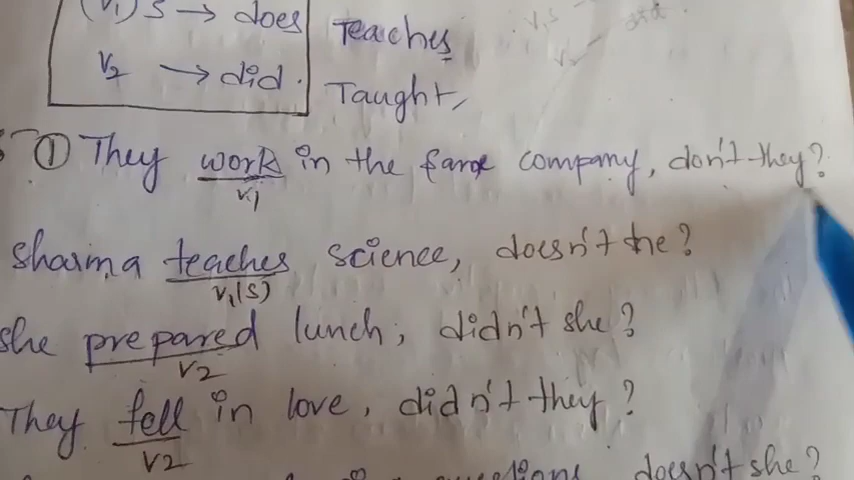 (V1) S → does Teaches
V2 → did. Taught,
① They work in the same company, don't they?
V1
sharma teaches science, doesn't he?
V1(S)
she prepared lunch, didn't she?
V2
They fell in love, didn't they?
V2
questions, doesn't she?